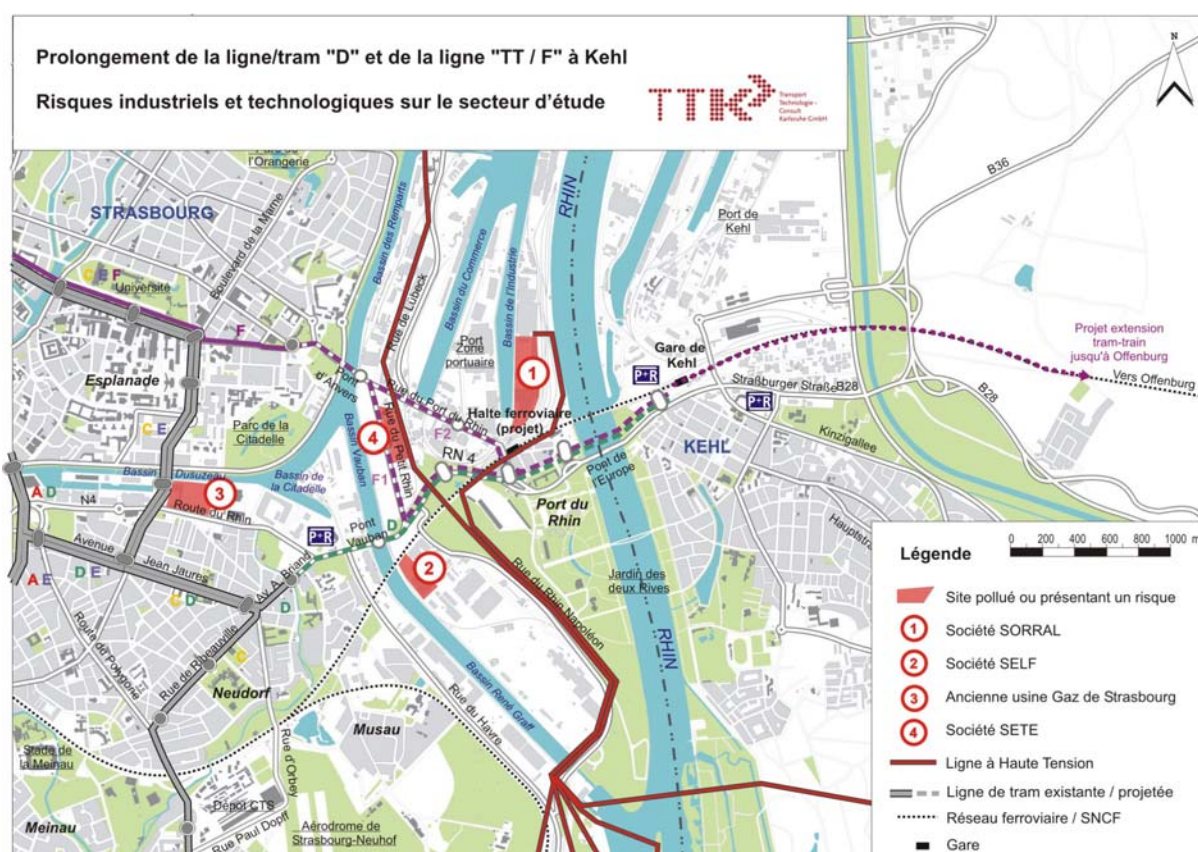 Prolongement de la ligne/tram "D" et de la ligne "TT / F" à Kehl
Risques industriels et technologiques sur le secteur d'étude
TTK
Transport
Technologie -
Consult
Karlsruhe GmbH
N
l'Orangerie
STRASBOURG
Boulevard de la Marne
Bassin des Remparts
Rue de Lübeck
Bassin du Commerce
Bassin de l'Industrie
RHIN
Port de
Kehl
B36
C E F
Université
F
Esplanade
Pont
d'Anvers
Port
Zone
portuaire
1
Gare de
Kehl
P+R
Projet extension
tram-train
jusqu'à Offenburg
Vers Offenburg
Straßburger Straße
B28
B28
P+R
Kinzigallee
KEHL
Rue du Port du Rhin
Halte ferroviaire
(projet)
F2
RN 4
4
Rue du Petit Rhin
F1
Parc de la
Citadelle
C E
Bassin
Dusuzeau
Bassin de
la Citadelle
Bassin Vauban
3
A D
N4
Route du Rhin
P+R
Pont
Vauban
D
Pont de
l'Europe
Port du
Rhin
Avenue
Jean Jaures
Av. A. Briand
A E
D E
C D
D
2
Jardin des
deux Rives
Hauptstra
Rue du Rhin Napoléon
RHIN
Route du Polygone
Rue de Ribeauvillé
C
Neudorf
Musau
Bassin René Graff
Rue du Havre
Rue d'Orbey
Stade de
la Meinau
Dépôt CTS
Meinau
Rue Paul Dopff
Aérodrome de
Strasbourg-Neuhof
Légende
0 200 400 600 800 1000 m
Site pollué ou présentant un risque
1 Société SORRAL
2 Société SELF
3 Ancienne usine Gaz de Strasbourg
4 Société SETE
Ligne à Haute Tension
Ligne de tram existante / projetée
Réseau ferroviaire / SNCF
Gare